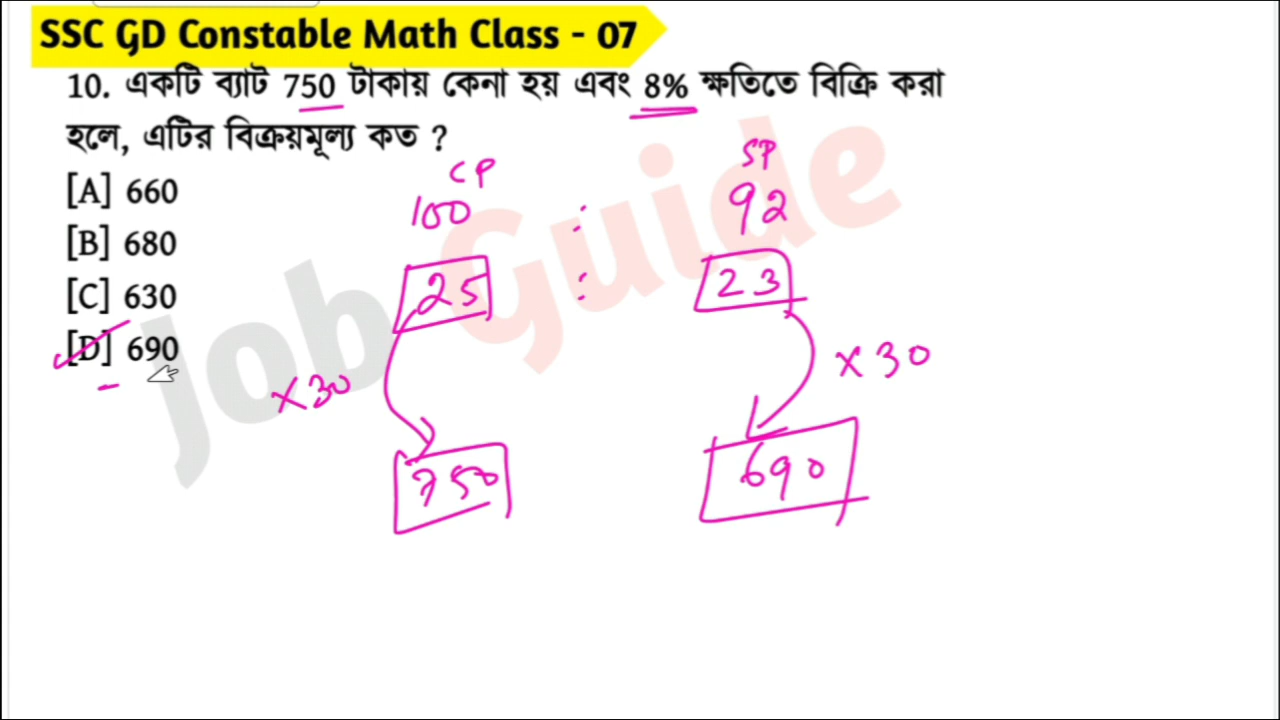 SSC GD Constable Math Class - 07
10. একটি ব্যাট 750 টাকায় কেনা হয় এবং 8% ক্ষতিতে বিক্রি করা
হলে, এটির বিক্রয়মূল্য কত ?
[A] 660
[B] 680
[C] 630
[D] 690
CP SP
100 : 92
25 : 23
×30 ×30
750 690
Job Guide